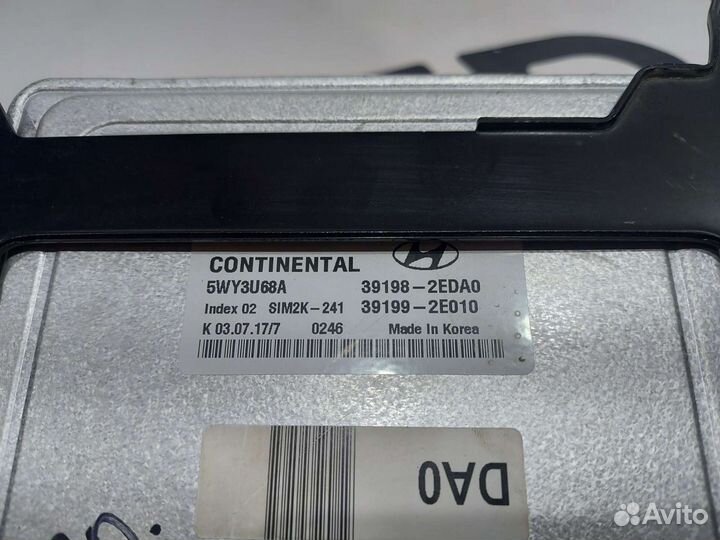 CONTINENTAL
5WY3U68A 39198-2EDA0
Index 02 SIM2K-241 39199-2E010
K 03.07.17/7 0246 Made In Korea
DA0
Avito